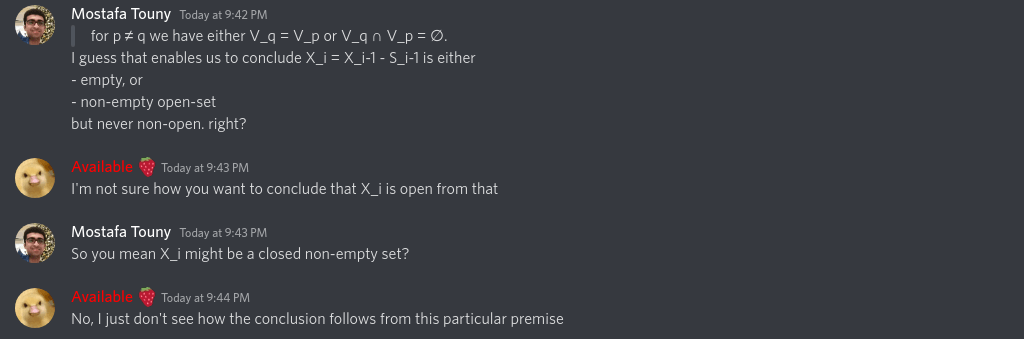 Mostafa Touny Today at 9:42 PM
for p ≠ q we have either V_q = V_p or V_q ∩ V_p = ∅.
I guess that enables us to conclude X_i = X_i-1 - S_i-1 is either
- empty, or
- non-empty open-set
but never non-open. right?
Available 🍓 Today at 9:43 PM
I'm not sure how you want to conclude that X_i is open from that
Mostafa Touny Today at 9:43 PM
So you mean X_i might be a closed non-empty set?
Available 🍓 Today at 9:44 PM
No, I just don't see how the conclusion follows from this particular premise